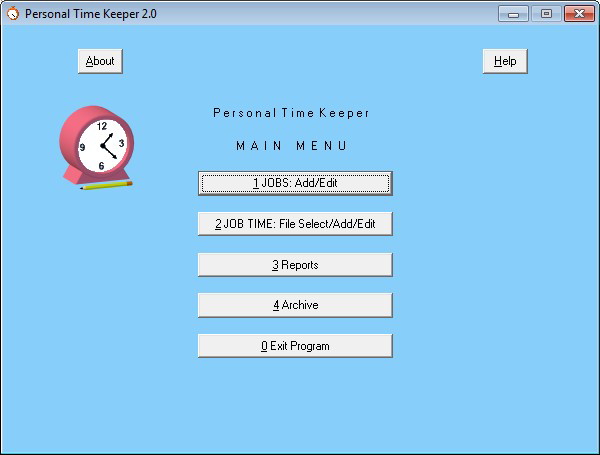 Personal Time Keeper 2.0
About
Help
Personal Time Keeper
MAIN MENU
12
9 3
6
1 JOBS: Add/Edit
2 JOB TIME: File Select/Add/Edit
3 Reports
4 Archive
0 Exit Program